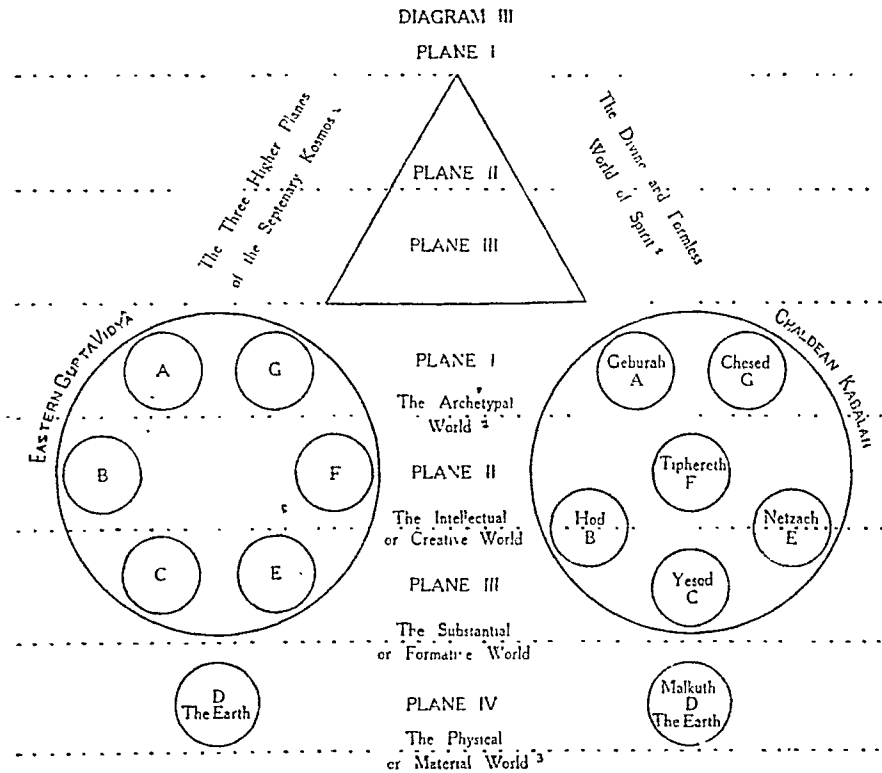 DIAGRAM III
PLANE I
The Three Higher Planes
of the Septenary Kosmos
The Divine and Formless
World of Spirit
PLANE II
PLANE III
EASTERN GUPTA VIDYÂ
CHALDEAN KABALAH
A
G
B
F
C
E
D
The Earth
PLANE I
The Archetypal
World 2
PLANE II
The Intellectual
or Creative World
PLANE III
The Substantial
or Formative World
PLANE IV
The Physical
or Material World 3
Geburah
A
Chesed
G
Tiphereth
F
Hod
B
Netzach
E
Yesod
C
Malkuth
D
The Earth